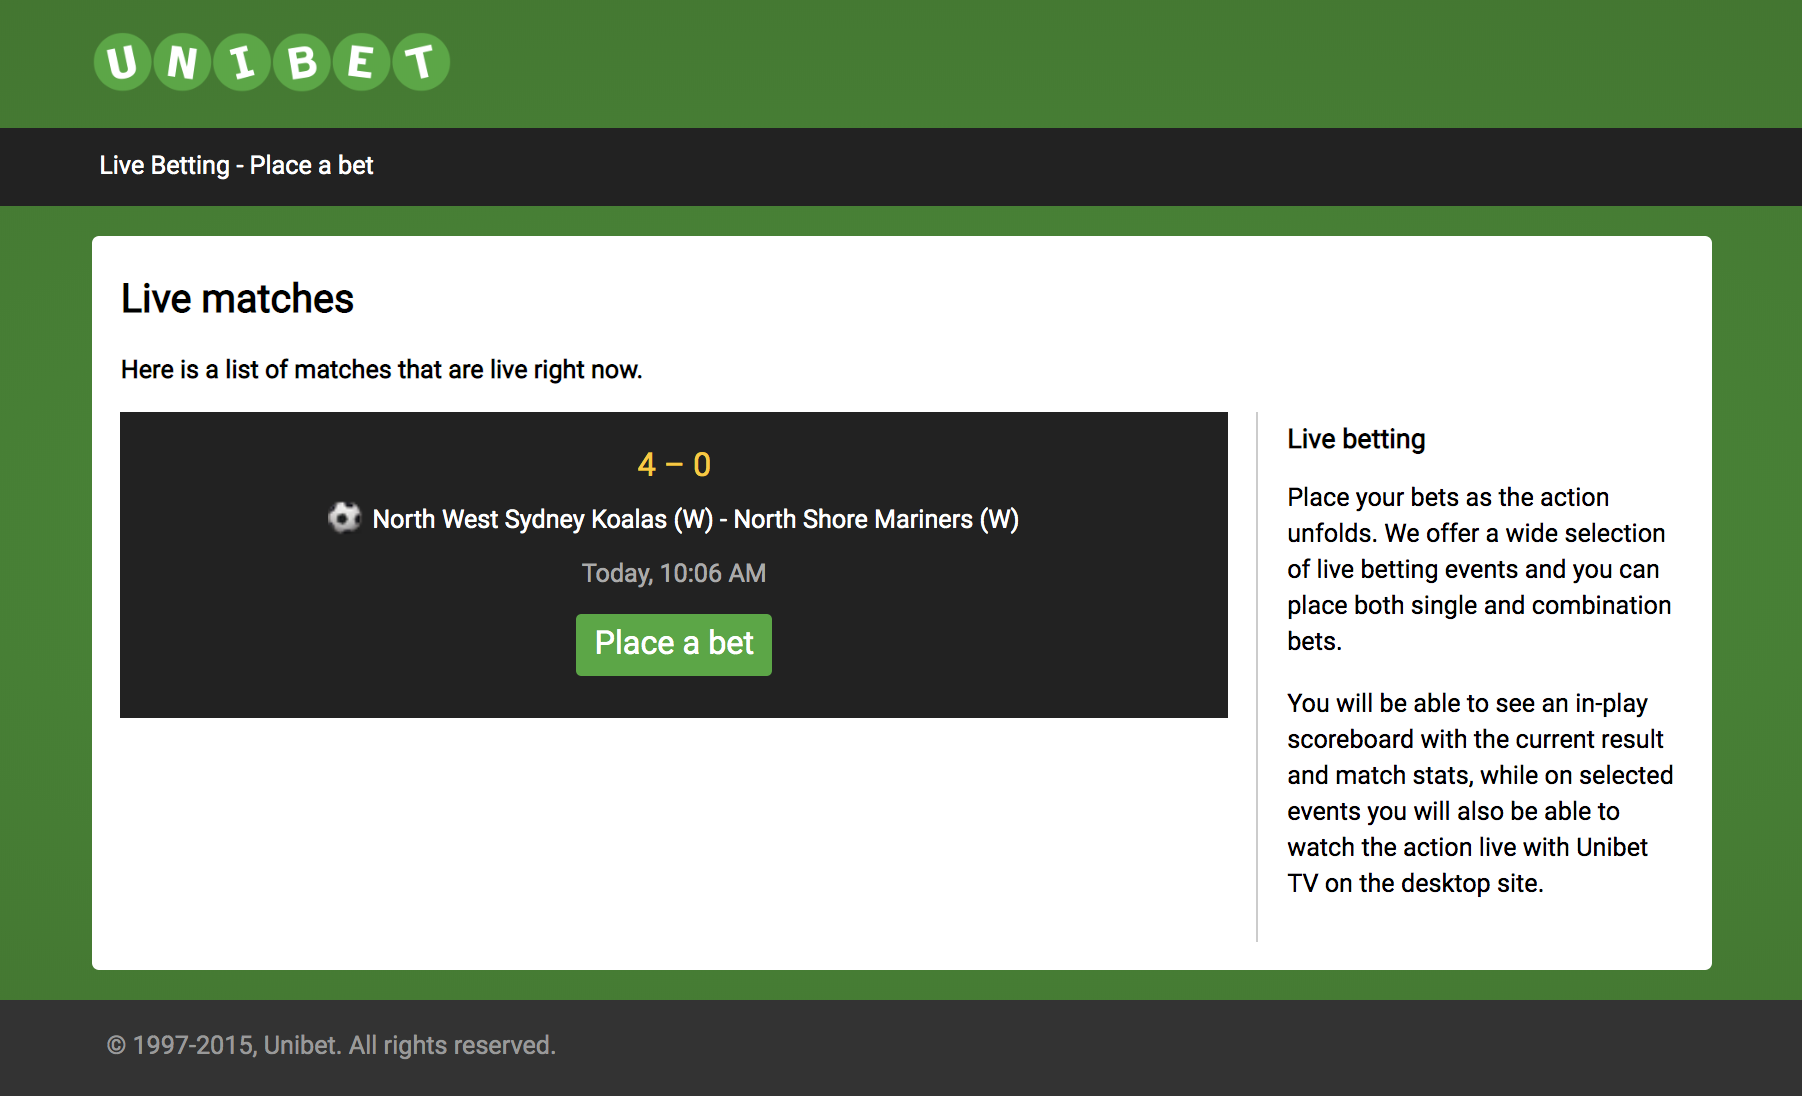 UNIBET
Live Betting - Place a bet
Live matches
Here is a list of matches that are live right now.
4 – 0
North West Sydney Koalas (W) - North Shore Mariners (W)
Today, 10:06 AM
Place a bet
Live betting
Place your bets as the action
unfolds. We offer a wide selection
of live betting events and you can
place both single and combination
bets.
You will be able to see an in-play
scoreboard with the current result
and match stats, while on selected
events you will also be able to
watch the action live with Unibet
TV on the desktop site.
© 1997-2015, Unibet. All rights reserved.